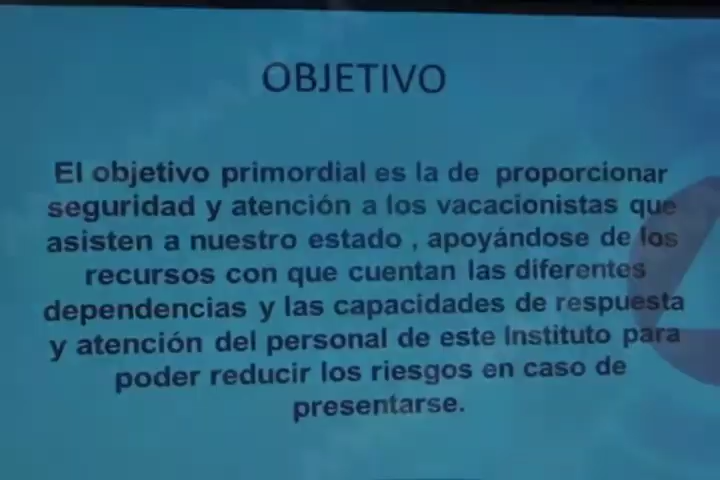 OBJETIVO
El objetivo primordial es la de proporcionar
seguridad y atención a los vacacionistas que
asisten a nuestro estado , apoyándose de los
recursos con que cuentan las diferentes
dependencias y las capacidades de respuesta
y atención del personal de este Instituto para
poder reducir los riesgos en caso de
presentarse.